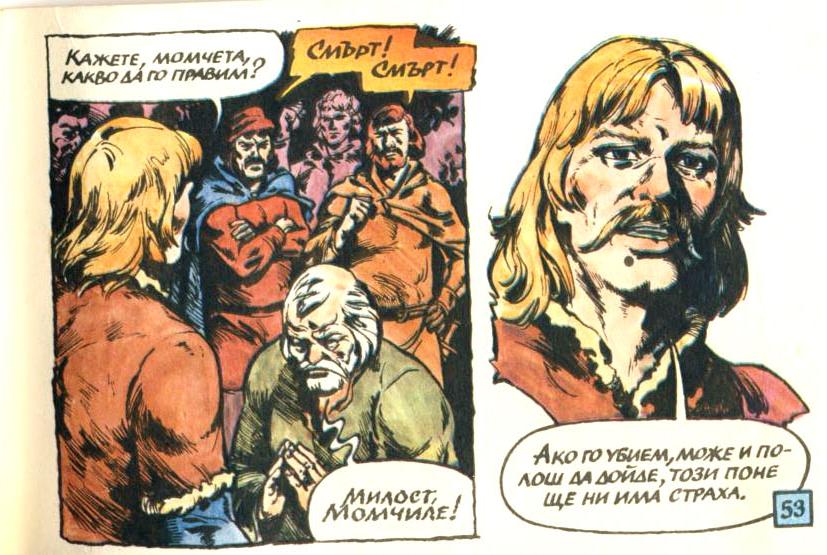 КАЖЕТЕ, МОМЧЕТА,
КАКВО ДА ГО ПРАВИМ?
СМЪРТ!
СМЪРТ!
МИЛОСТ,
МОМЧИЛЕ!
АКО ГО УБИЕМ, МОЖЕ И ПО-
ЛОШ ДА ДОЙДЕ, ТОЗИ ПОНЕ
ЩЕ НИ ИМА СТРАХА.
53